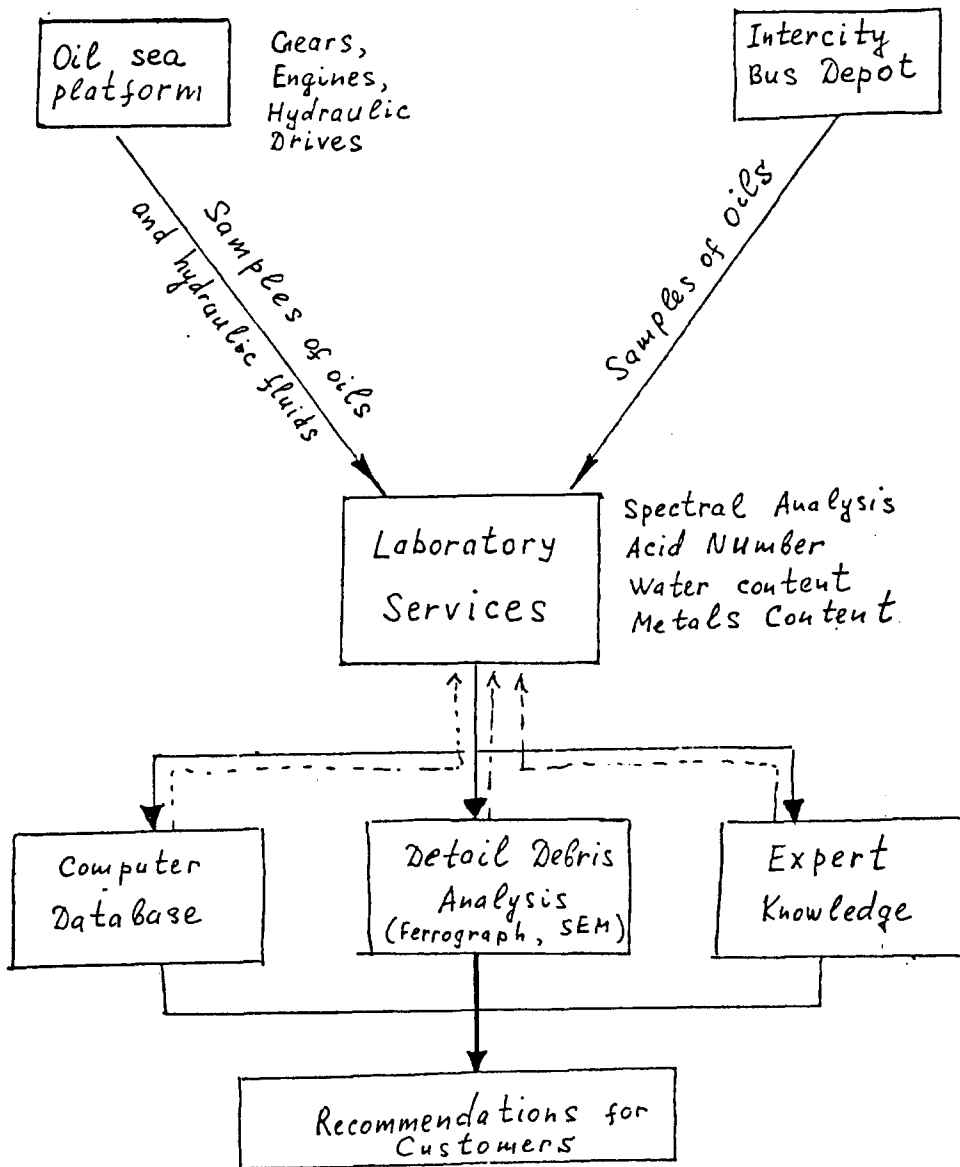 Oil sea
platform
Gears,
Engines,
Hydraulic
Drives
Intercity
Bus Depot
Samples of oils
and hydraulic fluids
Samples of Oils
Laboratory
Services
Spectral Analysis
Acid Number
Water content
Metals Content
Computer
Database
Detail Debris
Analysis
(Ferrograph, SEM)
Expert
Knowledge
Recommendations for
Customers